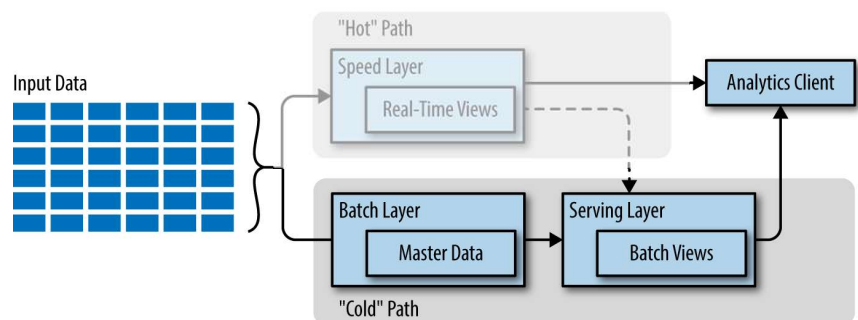 "Hot" Path
Speed Layer
Real-Time Views
Analytics Client
Input Data
Batch Layer
Master Data
Serving Layer
Batch Views
"Cold" Path